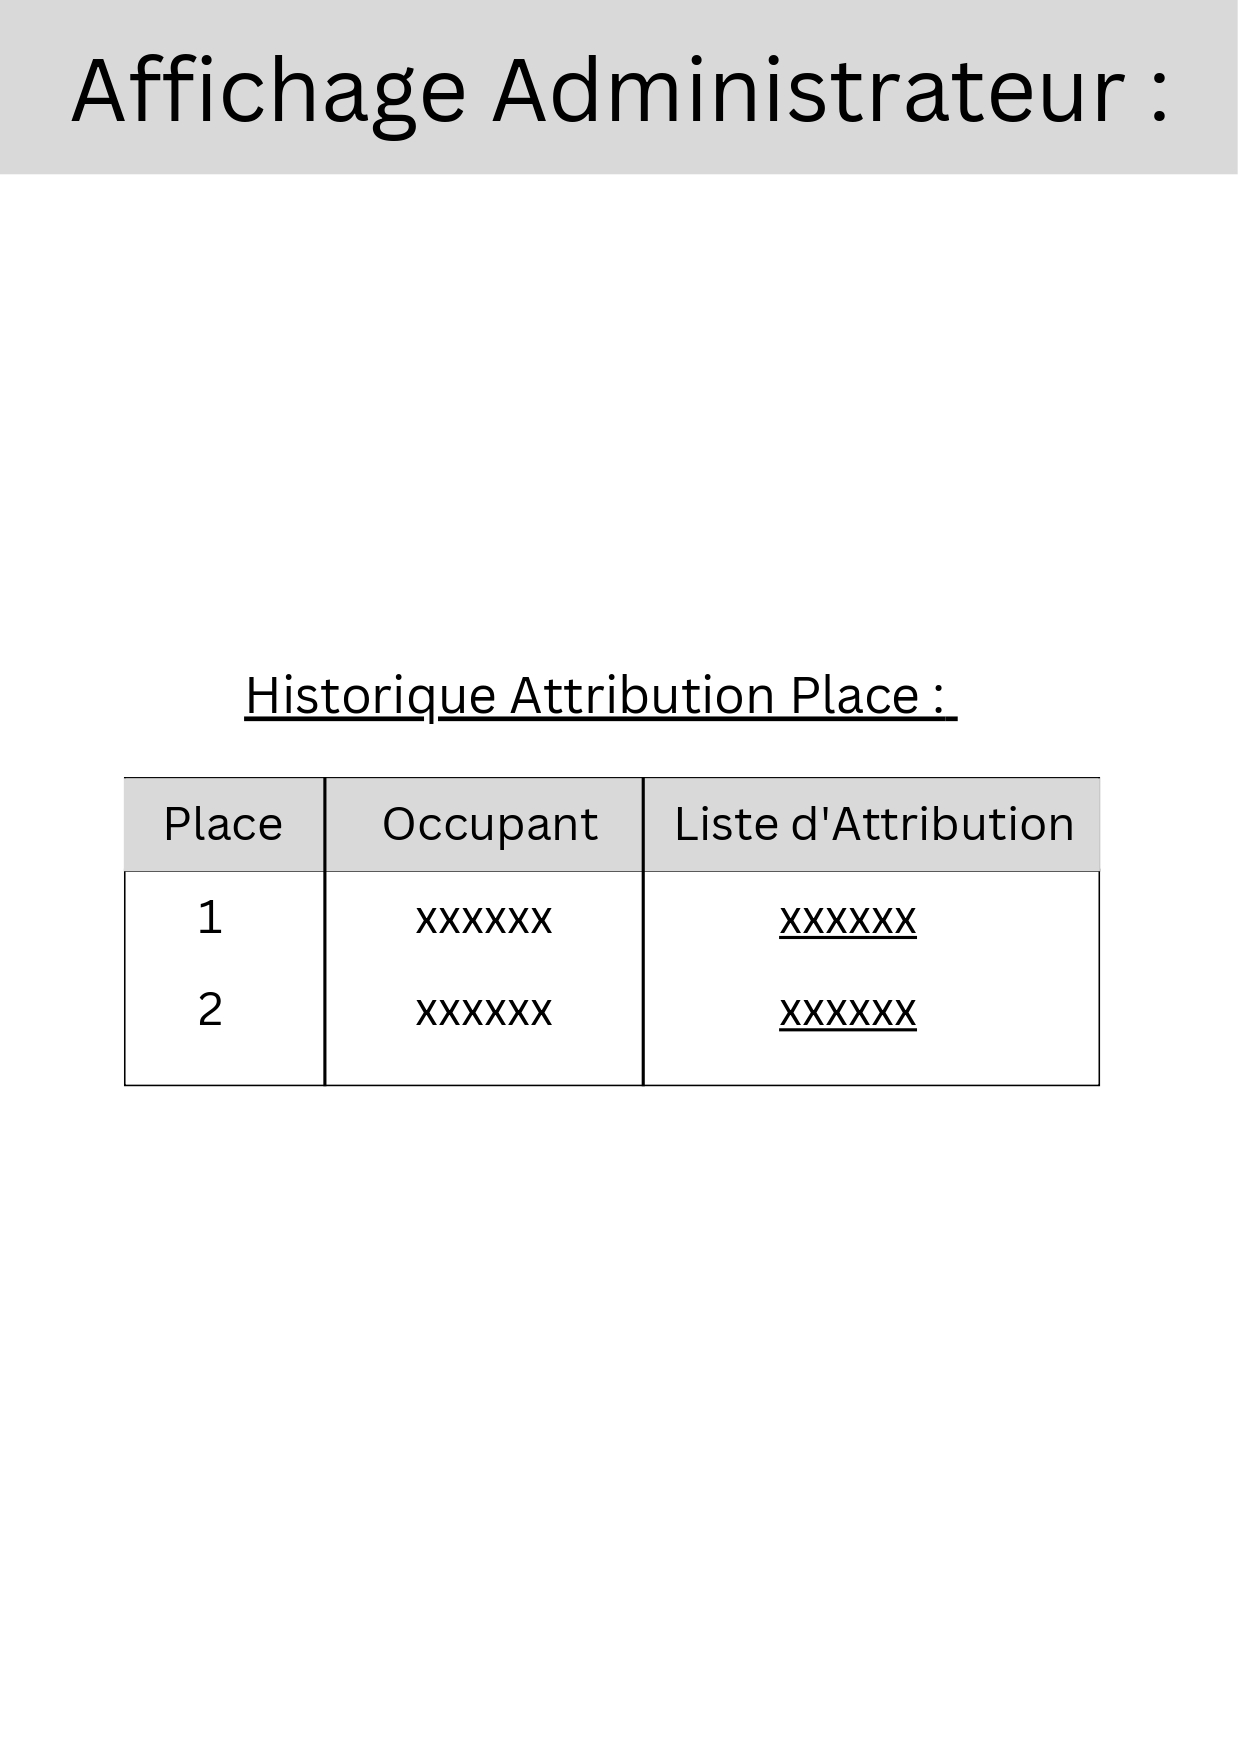 Affichage Administrateur :
Historique Attribution Place :
Place Occupant Liste d'Attribution
1 xxxxxx xxxxxx
2 xxxxxx xxxxxx